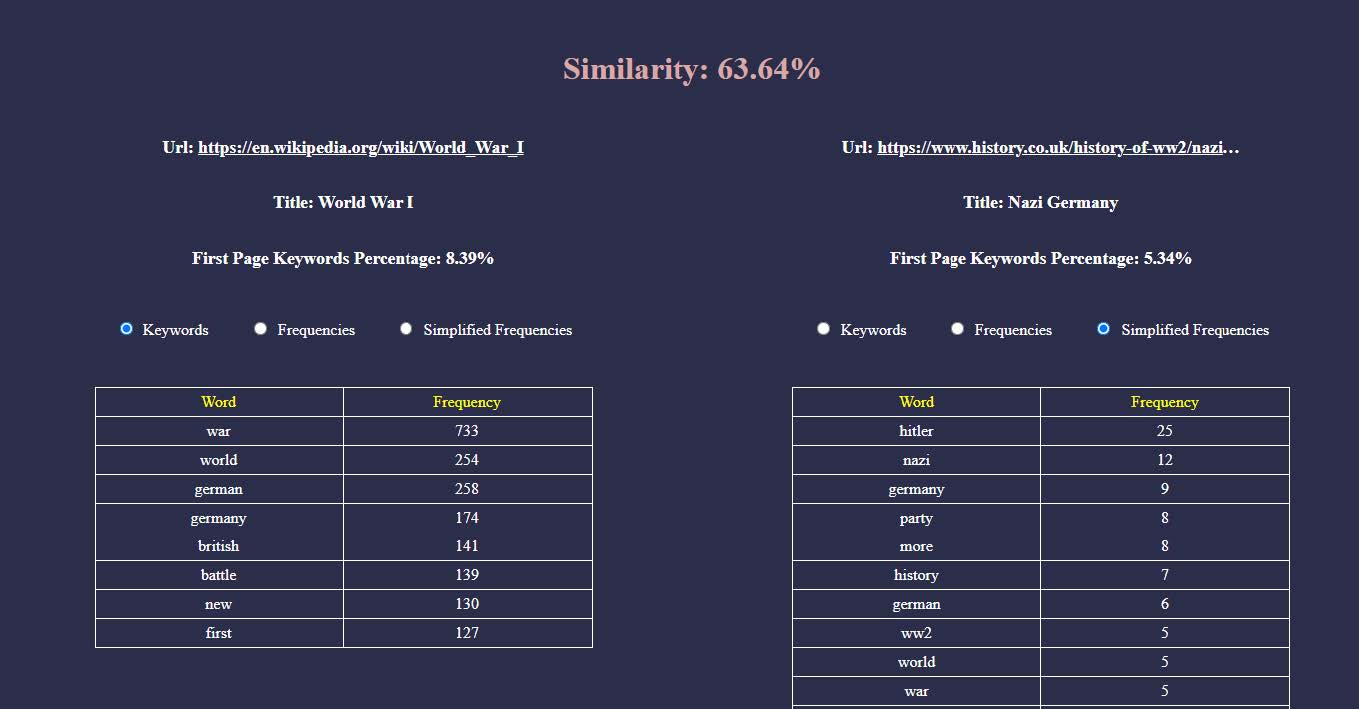 Similarity: 63.64%
Url: https://en.wikipedia.org/wiki/World_War_I
Title: World War I
First Page Keywords Percentage: 8.39%
Keywords Frequencies Simplified Frequencies
Word Frequency
war 733
world 254
german 258
germany 174
british 141
battle 139
new 130
first 127
Url: https://www.history.co.uk/history-of-ww2/nazi...
Title: Nazi Germany
First Page Keywords Percentage: 5.34%
Keywords Frequencies Simplified Frequencies
Word Frequency
hitler 25
nazi 12
germany 9
party 8
more 8
history 7
german 6
ww2 5
world 5
war 5